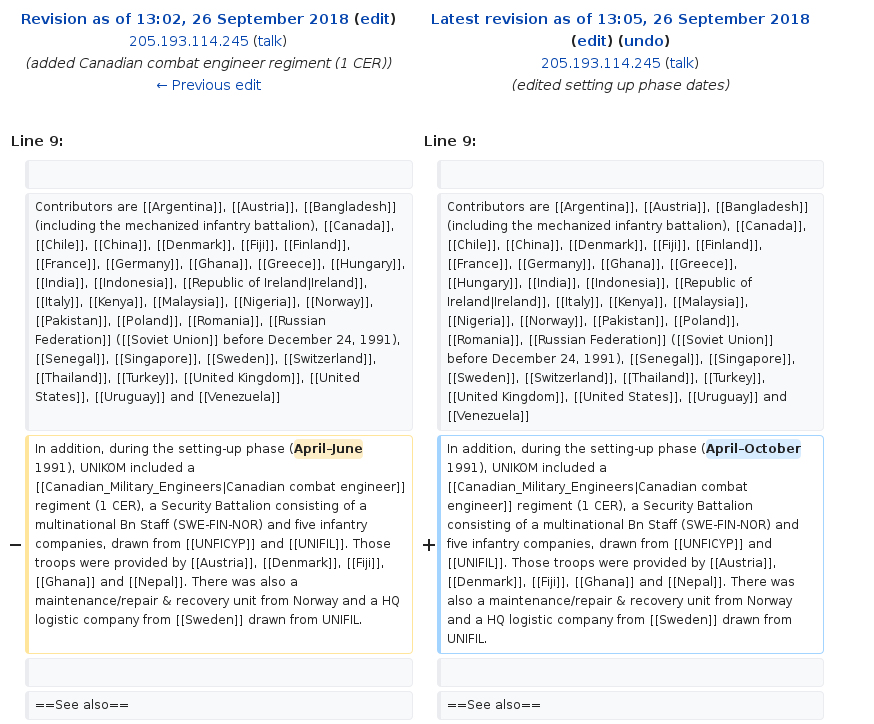 Revision as of 13:02, 26 September 2018 (edit)
205.193.114.245 (talk)
(added Canadian combat engineer regiment (1 CER))
← Previous edit
Latest revision as of 13:05, 26 September 2018
(edit) (undo)
205.193.114.245 (talk)
(edited setting up phase dates)
Line 9:
Line 9:
Contributors are [[Argentina]], [[Austria]], [[Bangladesh]]
(including the mechanized infantry battalion), [[Canada]],
[[Chile]], [[China]], [[Denmark]], [[Fiji]], [[Finland]],
[[France]], [[Germany]], [[Ghana]], [[Greece]], [[Hungary]],
[[India]], [[Indonesia]], [[Republic of Ireland|Ireland]],
[[Italy]], [[Kenya]], [[Malaysia]], [[Nigeria]], [[Norway]],
[[Pakistan]], [[Poland]], [[Romania]], [[Russian
Federation]] ([[Soviet Union]] before December 24, 1991),
[[Senegal]], [[Singapore]], [[Sweden]], [[Switzerland]],
[[Thailand]], [[Turkey]], [[United Kingdom]], [[United
States]], [[Uruguay]] and [[Venezuela]]
Contributors are [[Argentina]], [[Austria]], [[Bangladesh]]
(including the mechanized infantry battalion), [[Canada]],
[[Chile]], [[China]], [[Denmark]], [[Fiji]], [[Finland]],
[[France]], [[Germany]], [[Ghana]], [[Greece]],
[[Hungary]], [[India]], [[Indonesia]], [[Republic of
Ireland|Ireland]], [[Italy]], [[Kenya]], [[Malaysia]],
[[Nigeria]], [[Norway]], [[Pakistan]], [[Poland]],
[[Romania]], [[Russian Federation]] ([[Soviet Union]]
before December 24, 1991), [[Senegal]], [[Singapore]],
[[Sweden]], [[Switzerland]], [[Thailand]], [[Turkey]],
[[United Kingdom]], [[United States]], [[Uruguay]] and
[[Venezuela]]
−
In addition, during the setting-up phase (April–June
1991), UNIKOM included a
[[Canadian_Military_Engineers|Canadian combat engineer]]
regiment (1 CER), a Security Battalion consisting of a
multinational Bn Staff (SWE-FIN-NOR) and five infantry
companies, drawn from [[UNFICYP]] and [[UNIFIL]]. Those
troops were provided by [[Austria]], [[Denmark]], [[Fiji]],
[[Ghana]] and [[Nepal]]. There was also a
maintenance/repair & recovery unit from Norway and a HQ
logistic company from [[Sweden]] drawn from UNIFIL.
+
In addition, during the setting-up phase (April–October
1991), UNIKOM included a
[[Canadian_Military_Engineers|Canadian combat
engineer]] regiment (1 CER), a Security Battalion
consisting of a multinational Bn Staff (SWE-FIN-NOR) and
five infantry companies, drawn from [[UNFICYP]] and
[[UNIFIL]]. Those troops were provided by [[Austria]],
[[Denmark]], [[Fiji]], [[Ghana]] and [[Nepal]]. There was
also a maintenance/repair & recovery unit from Norway
and a HQ logistic company from [[Sweden]] drawn from
UNIFIL.
==See also==
==See also==